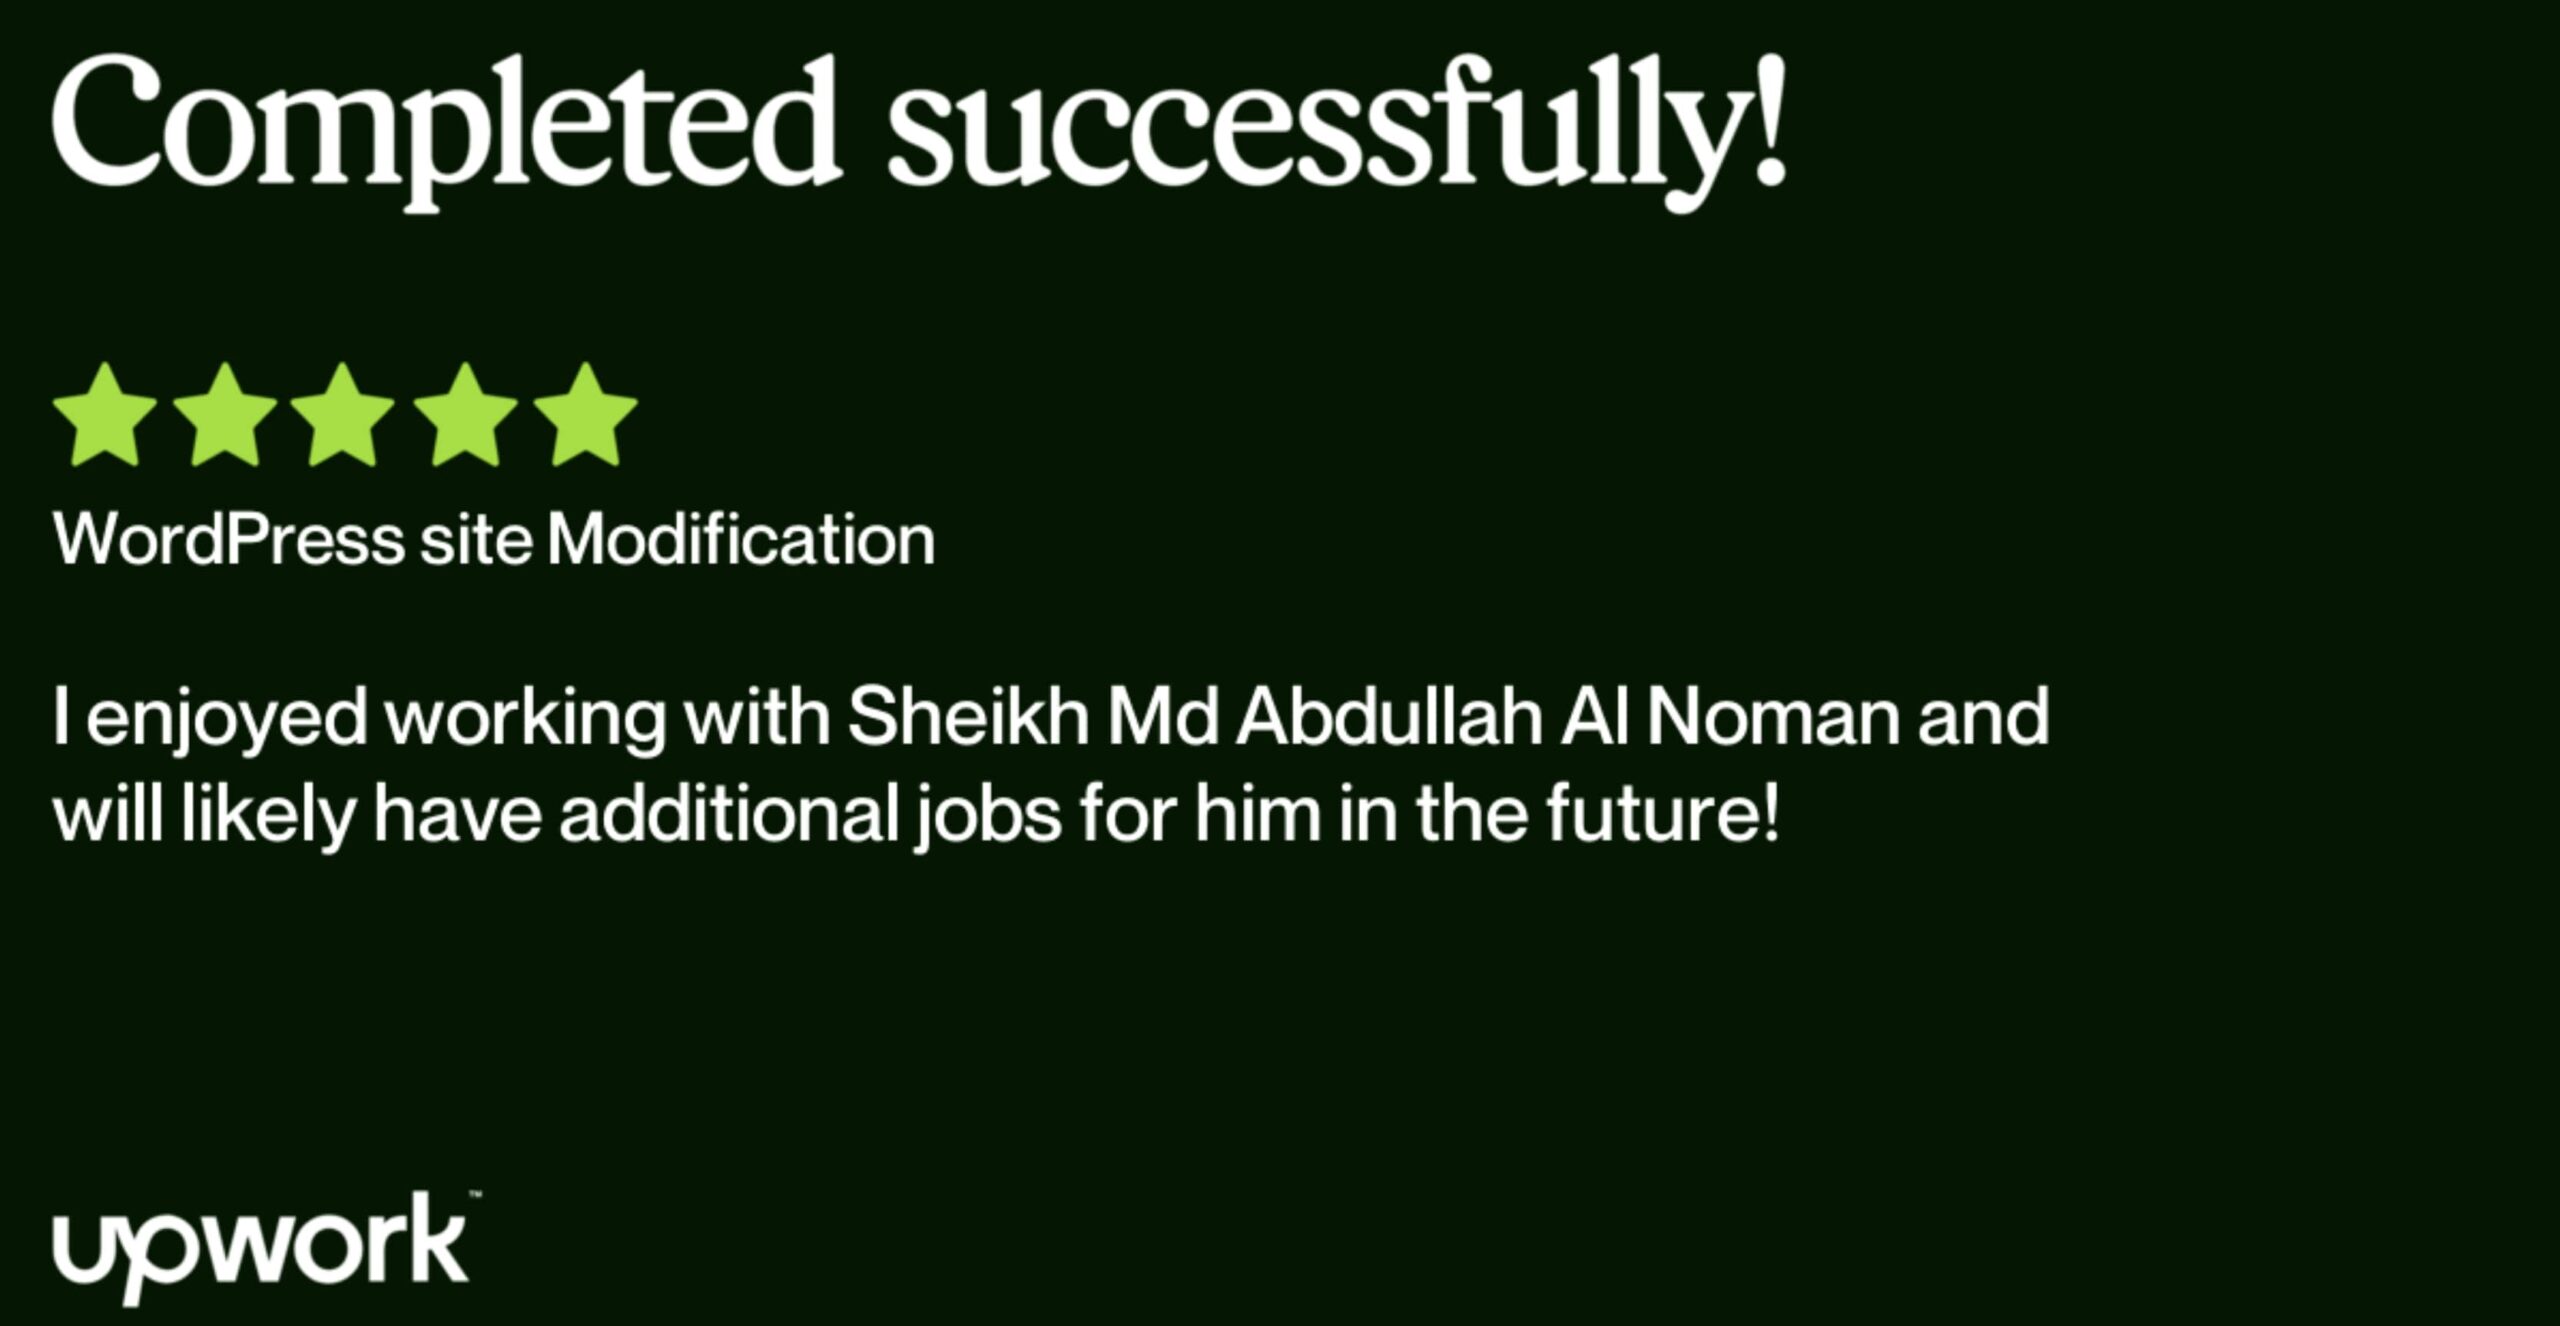 Completed successfully!
WordPress site Modification
I enjoyed working with Sheikh Md Abdullah Al Noman and
will likely have additional jobs for him in the future!
upwork™